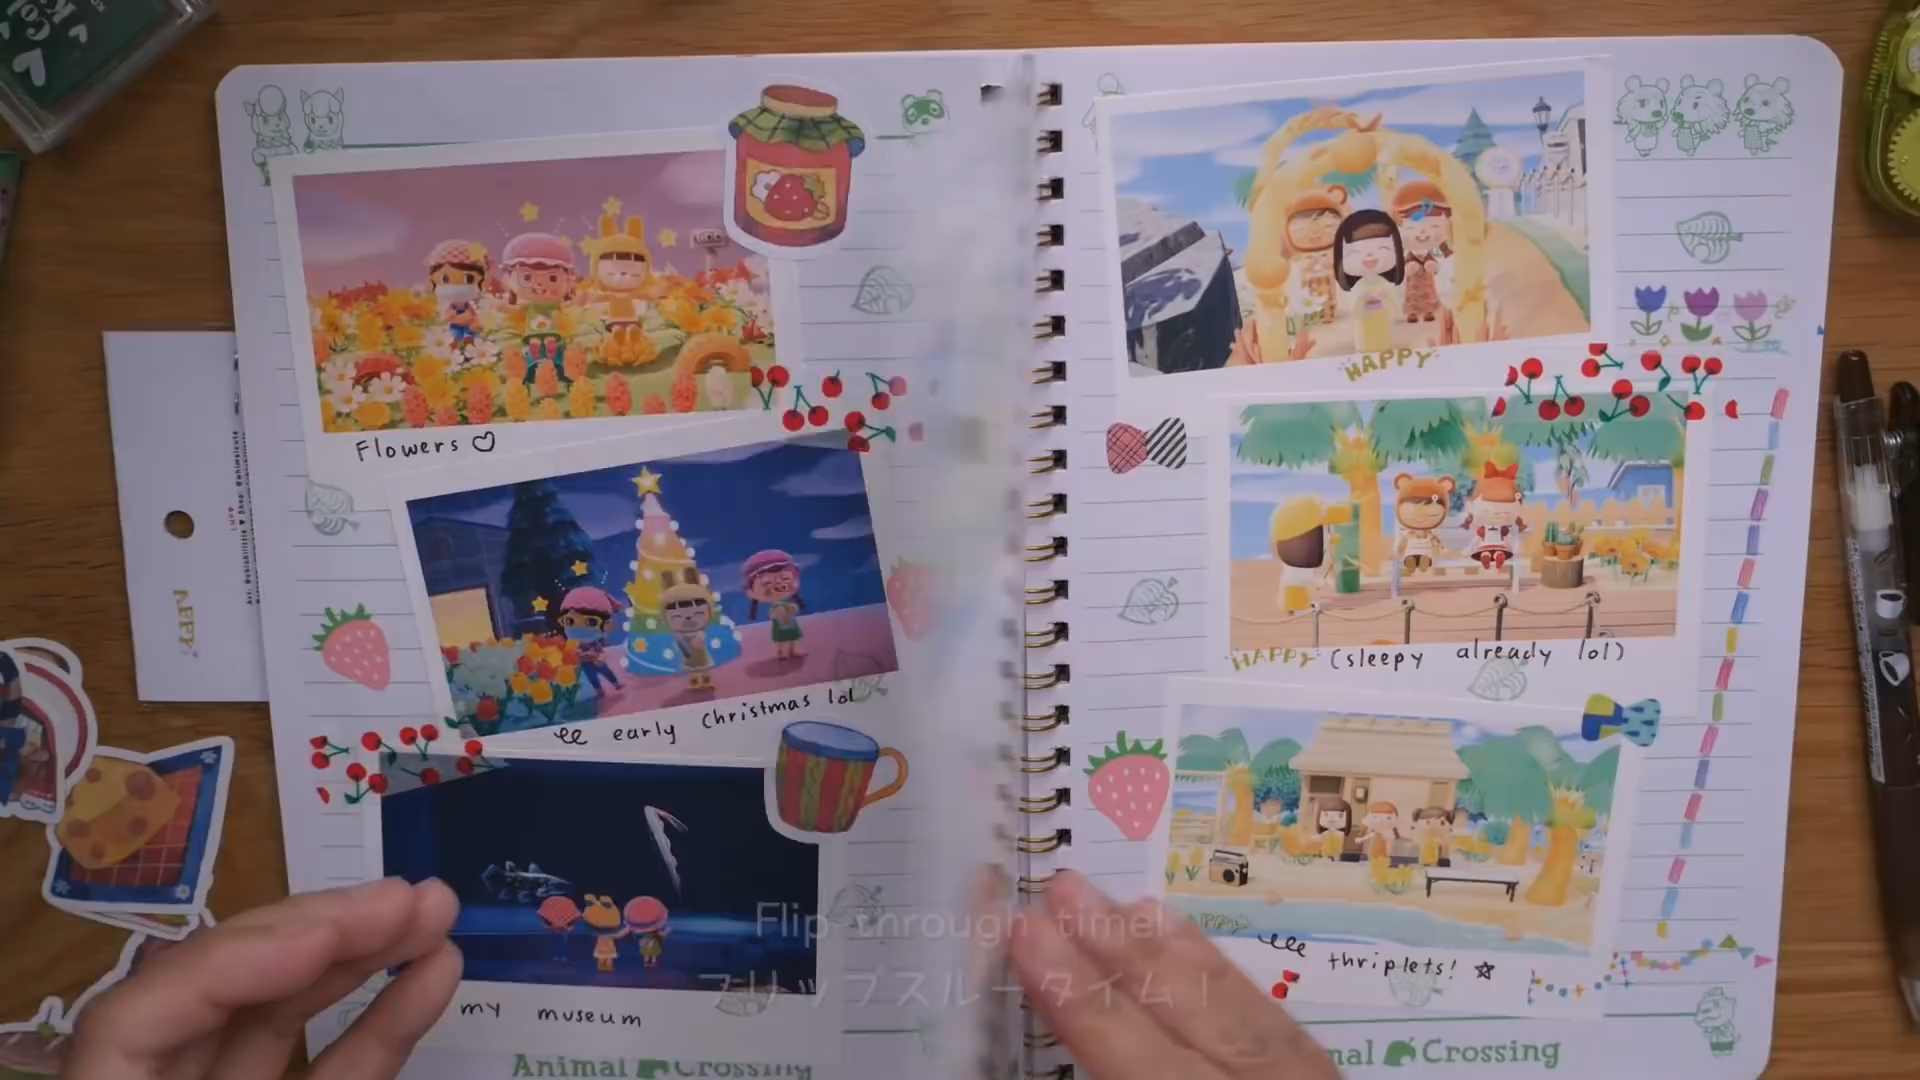 Flowers ♡
early Christmas lol
my museum
Animal Crossing
HAPPY
HAPPY (sleepy already lol)
thriplets! ☆
Crossing
Flip through time!
フリップスルータイム！